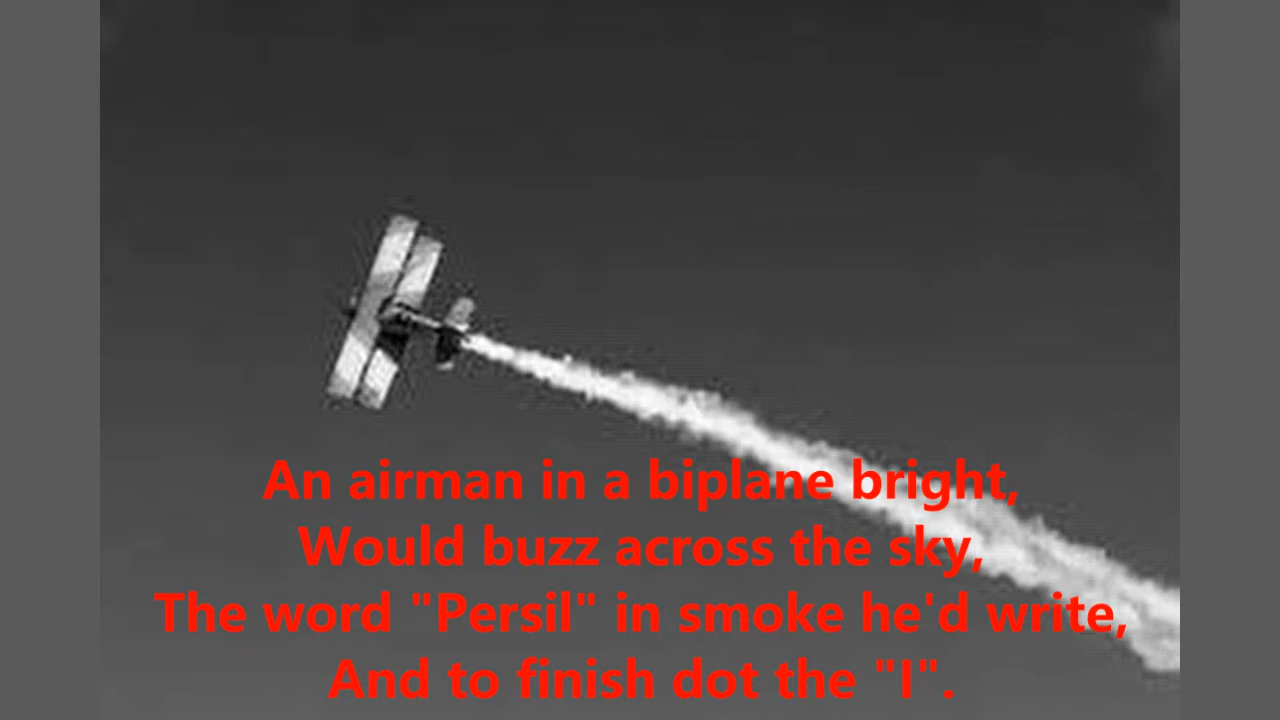 An airman in a biplane bright,
Would buzz across the sky,
The word "Persil" in smoke he'd write,
And to finish dot the "I".